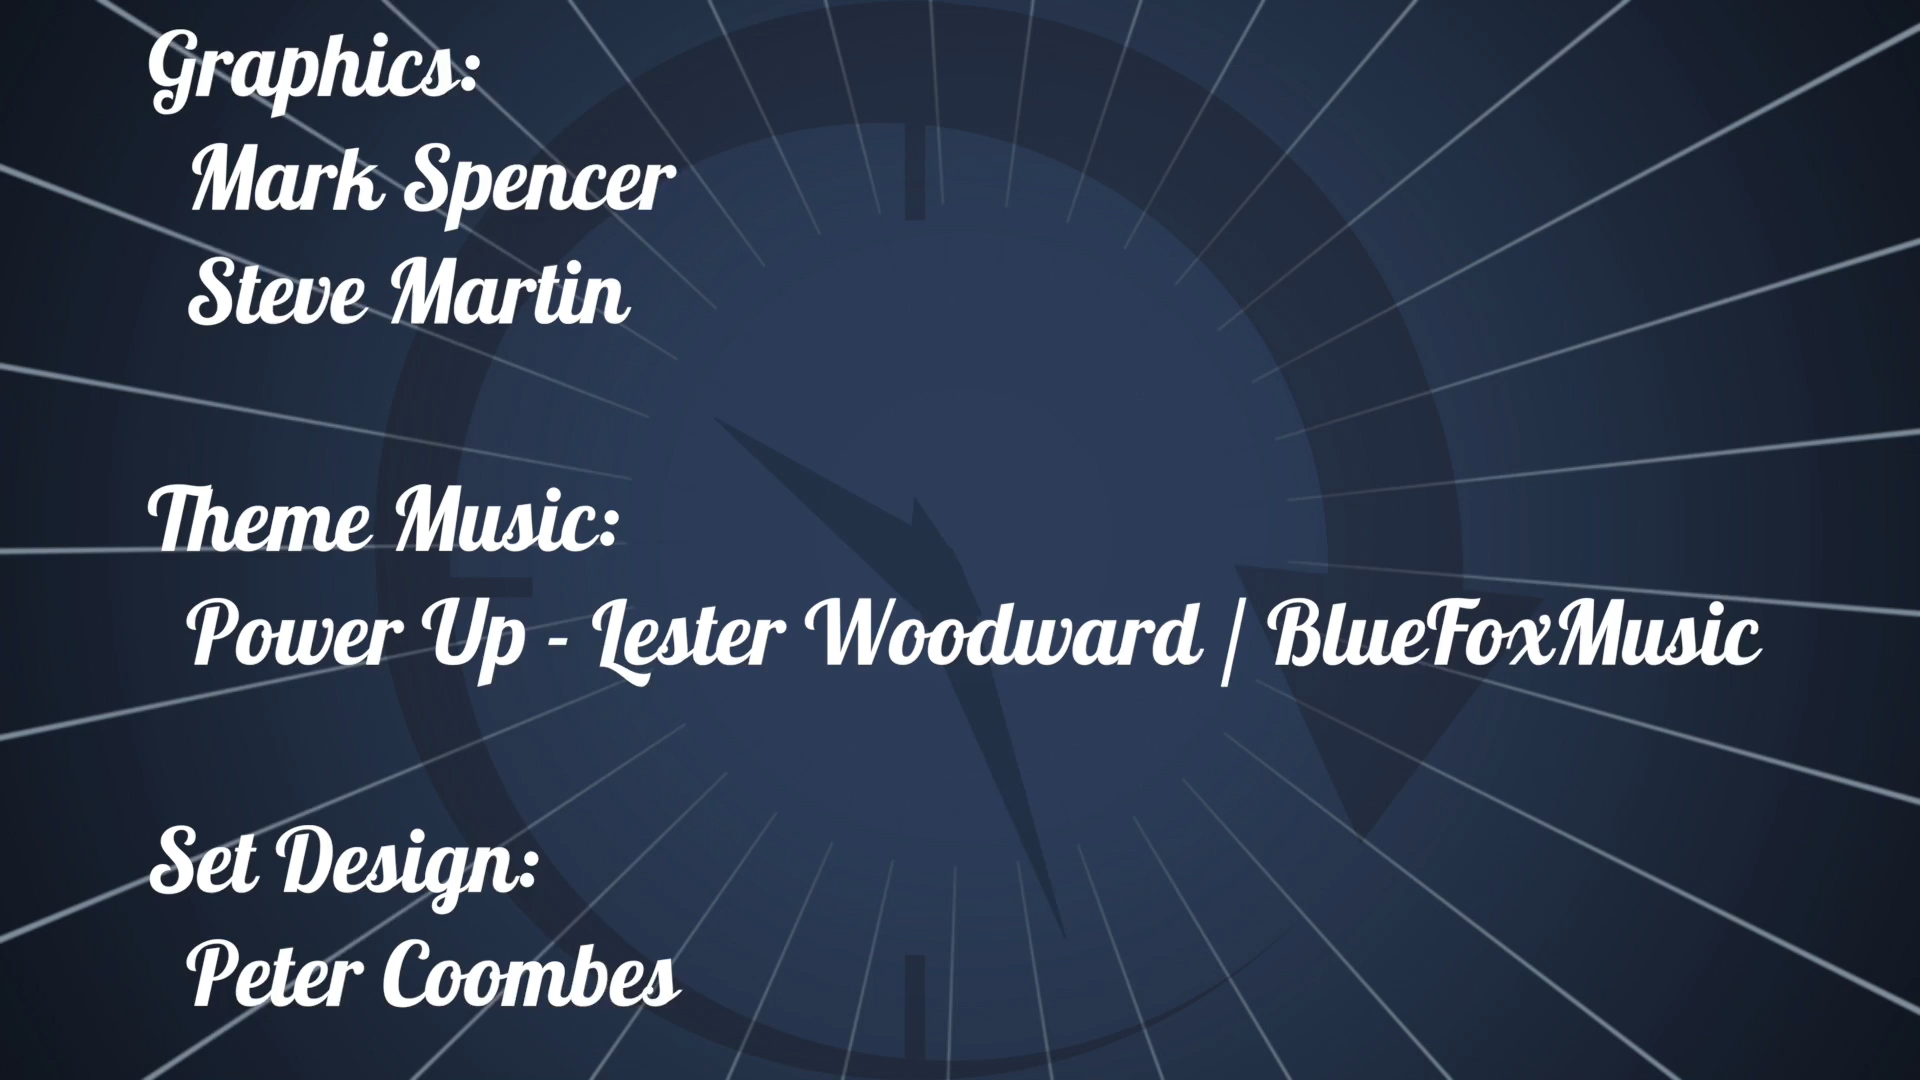 Graphics:
Mark Spencer
Steve Martin
Theme Music:
Power Up - Lester Woodward / BlueFoxMusic
Set Design:
Peter Coombes